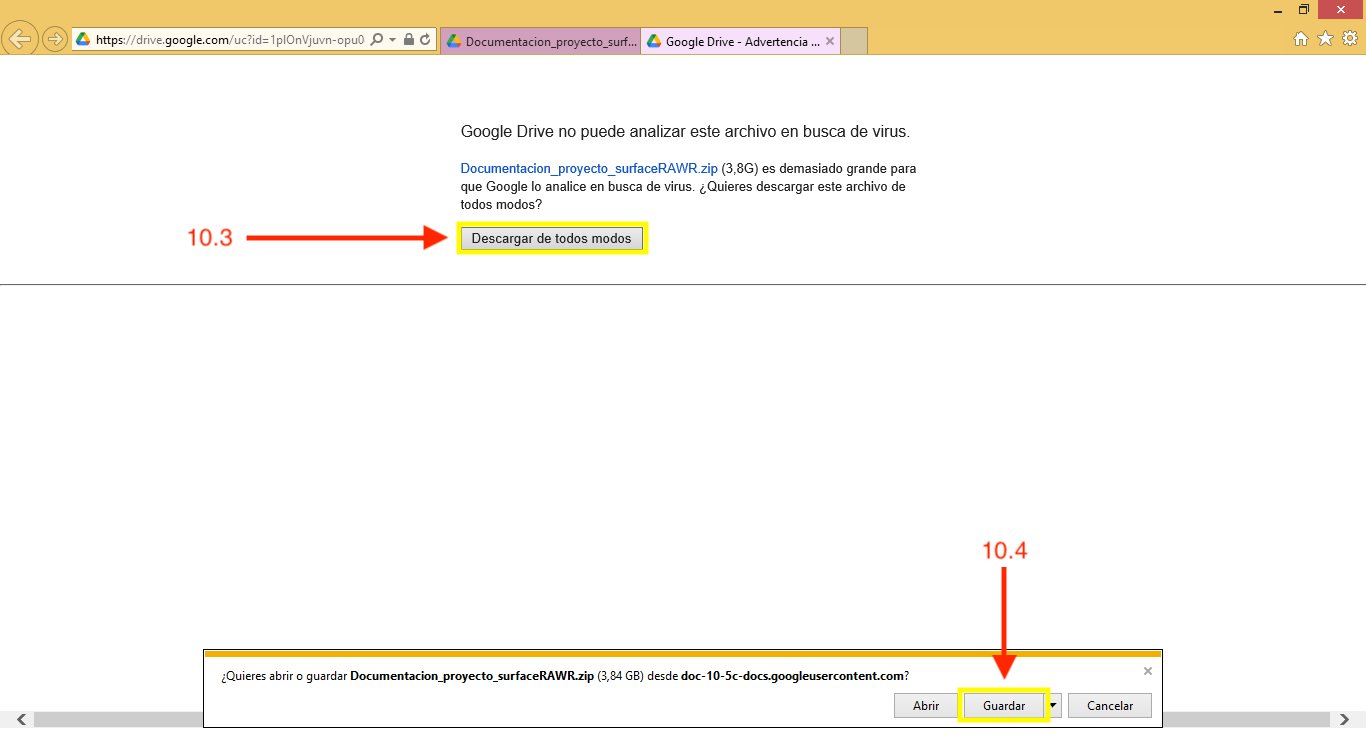 https://drive.google.com/uc?id=1pIOnVjuvn-opu0
Documentacion_proyecto_surf...
Google Drive - Advertencia ...
Google Drive no puede analizar este archivo en busca de virus.
Documentacion_proyecto_surfaceRAWR.zip (3,8G) es demasiado grande para
que Google lo analice en busca de virus. ¿Quieres descargar este archivo de
todos modos?
10.3
Descargar de todos modos
10.4
¿Quieres abrir o guardar Documentacion_proyecto_surfaceRAWR.zip (3,84 GB) desde doc-10-5c-docs.googleusercontent.com?
Abrir
Guardar
Cancelar